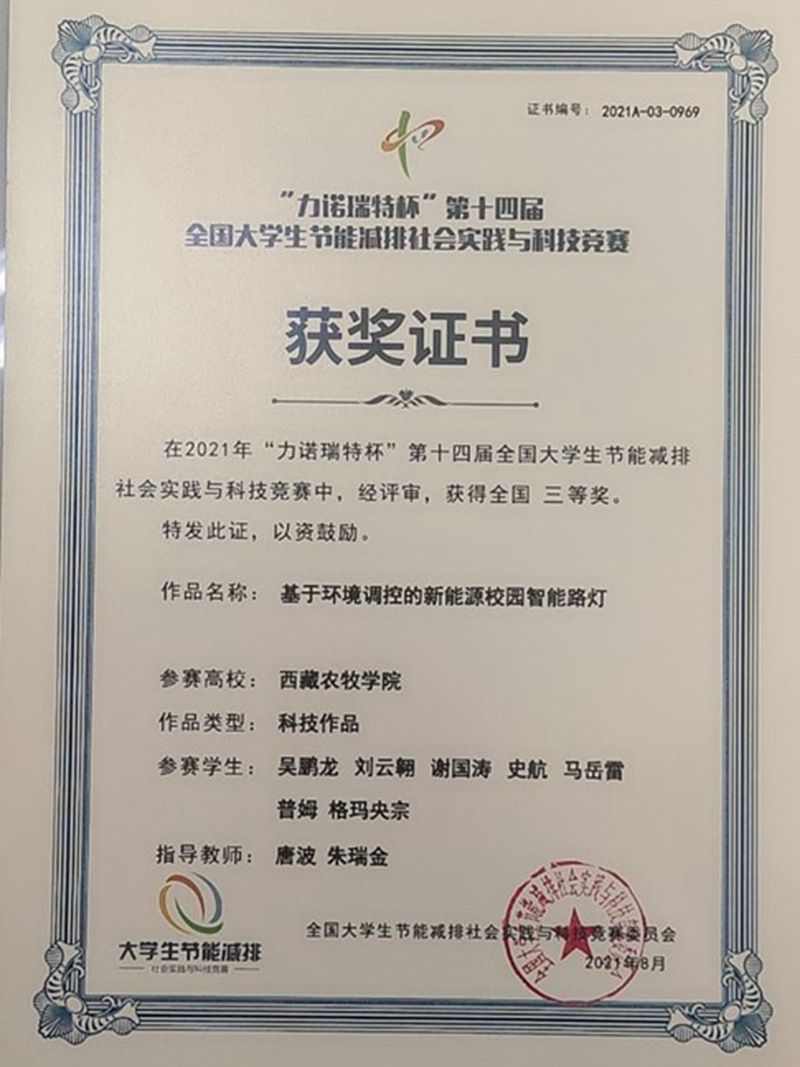 证书编号： 2021A-03-0969
“力诺瑞特杯”第十四届
全国大学生节能减排社会实践与科技竞赛
获奖证书
在2021年“力诺瑞特杯”第十四届全国大学生节能减排
社会实践与科技竞赛中，经评审，获得全国 三等奖。
特发此证，以资鼓励。
作品名称： 基于环境调控的新能源校园智能路灯
参赛高校： 西藏农牧学院
作品类型： 科技作品
参赛学生： 吴鹏龙 刘云翱 谢国涛 史航 马岳雷
普姆 格玛央宗
指导教师： 唐波 朱瑞金
大学生节能减排
社会实践与科技竞赛
全国大学生节能减排社会实践与科技竞赛委员会
2021年8月